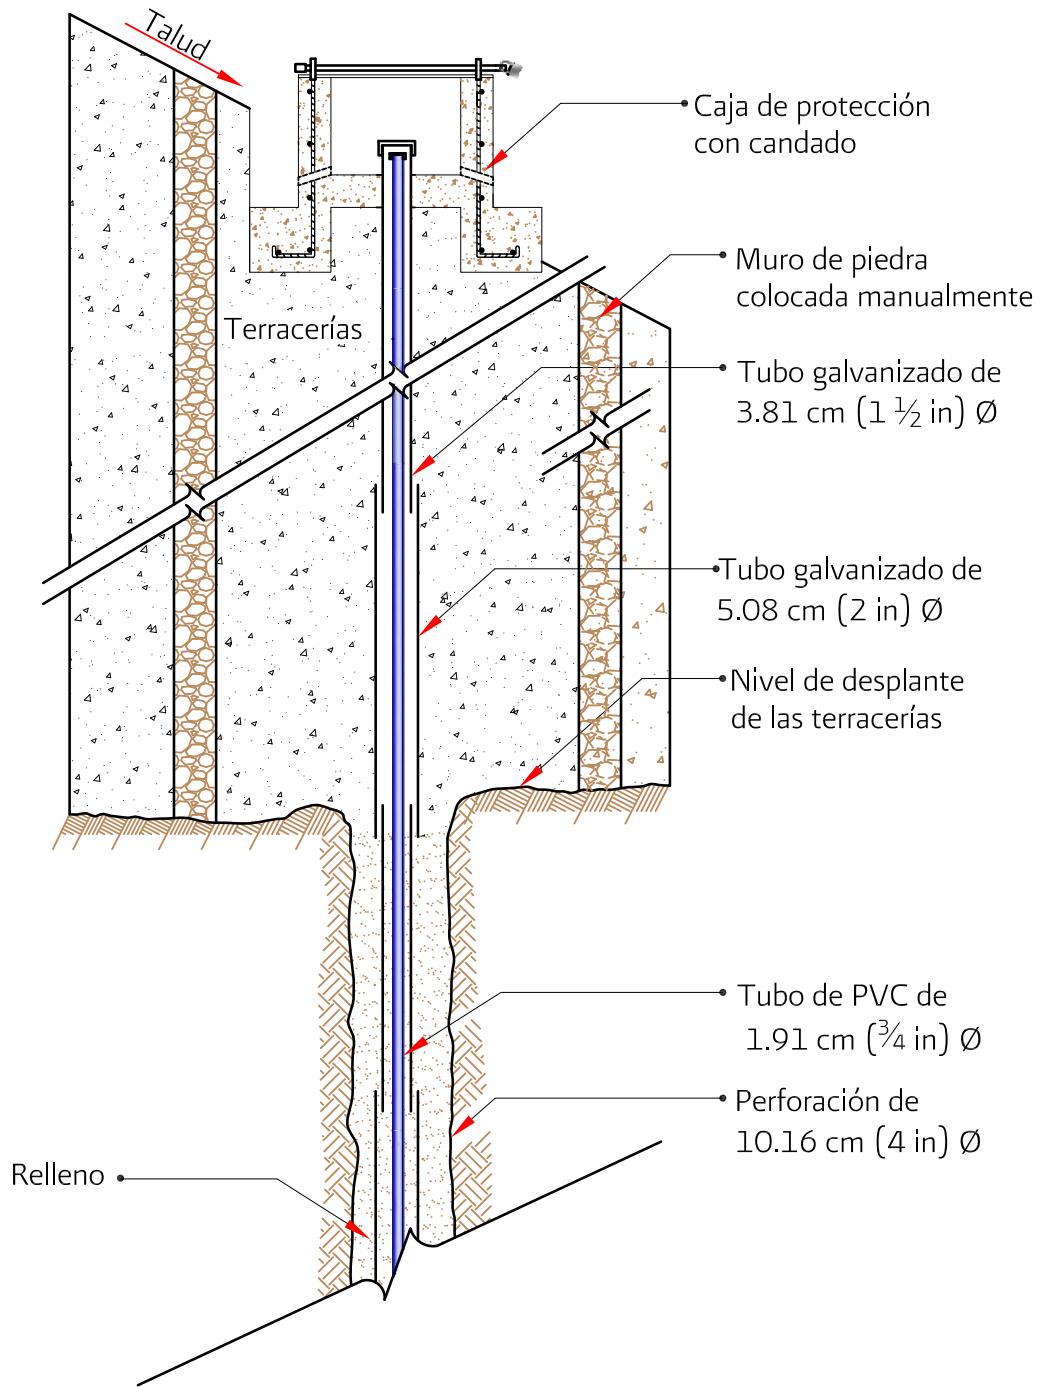 Talud
Caja de protección
con candado
Muro de piedra
colocada manualmente
Terracerías
Tubo galvanizado de
3.81 cm (1 ½ in) Ø
Tubo galvanizado de
5.08 cm (2 in) Ø
Nivel de desplante
de las terracerías
Tubo de PVC de
1.91 cm (¾ in) Ø
Perforación de
10.16 cm (4 in) Ø
Relleno